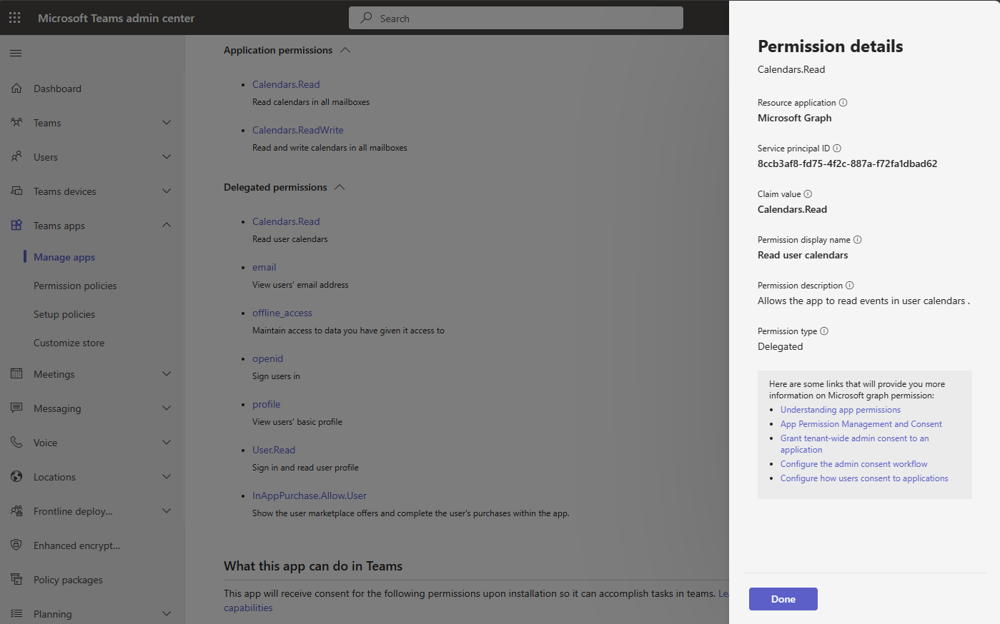 Microsoft Teams admin center
Search
Dashboard
Teams
Users
Teams devices
Teams apps
Manage apps
Permission policies
Setup policies
Customize store
Meetings
Messaging
Voice
Locations
Frontline deploy...
Enhanced encrypt...
Policy packages
Planning
Application permissions
Calendars.Read
Read calendars in all mailboxes
Calendars.ReadWrite
Read and write calendars in all mailboxes
Delegated permissions
Calendars.Read
Read user calendars
email
View users' email address
offline_access
Maintain access to data you have given it access to
openid
Sign users in
profile
View users' basic profile
User.Read
Sign in and read user profile
InAppPurchase.Allow.User
Show the user marketplace offers and complete the user's purchases within the app.
What this app can do in Teams
This app will receive consent for the following permissions upon installation so it can accomplish tasks in teams. Le
capabilities
Permission details
Calendars.Read
Resource application
Microsoft Graph
Service principal ID
8ccb3af8-fd75-4f2c-887a-f72fa1dbad62
Claim value
Calendars.Read
Permission display name
Read user calendars
Permission description
Allows the app to read events in user calendars .
Permission type
Delegated
Here are some links that will provide you more
information on Microsoft graph permission:
Understanding app permissions
App Permission Management and Consent
Grant tenant-wide admin consent to an
application
Configure the admin consent workflow
Configure how users consent to applications
Done